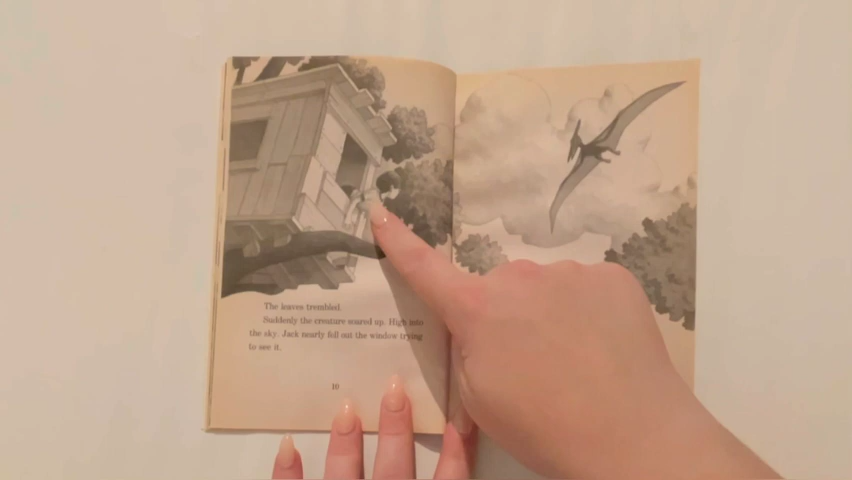 The leaves trembled.
Suddenly the creature soared up. High into
the sky. Jack nearly fell out the window trying
to see it.
10